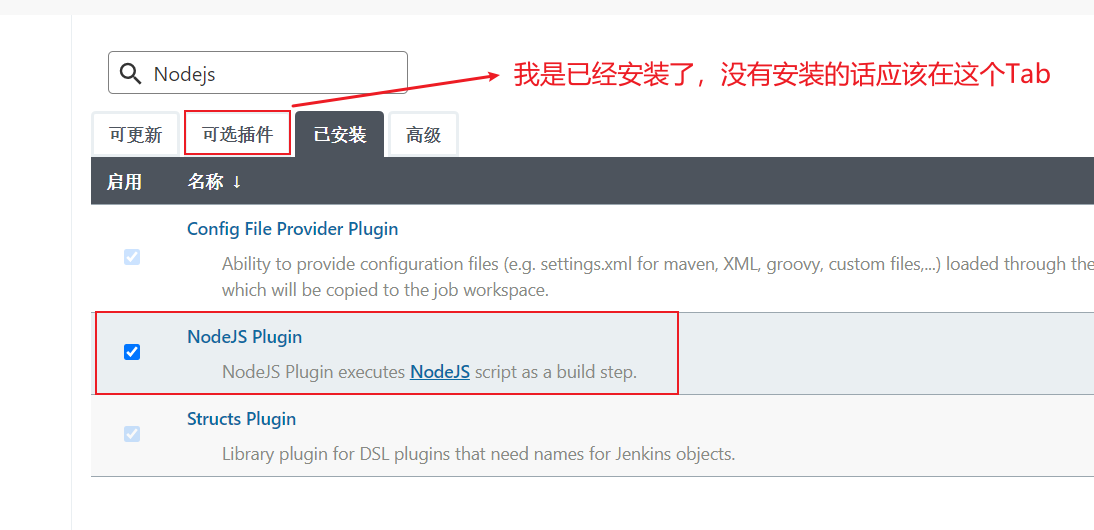 Nodejs
我是已经安装了，没有安装的话应该在这个Tab
可更新 可选插件 已安装 高级
启用 名称 ↓
Config File Provider Plugin
Ability to provide configuration files (e.g. settings.xml for maven, XML, groovy, custom files,...) loaded through the
which will be copied to the job workspace.
NodeJS Plugin
NodeJS Plugin executes NodeJS script as a build step.
Structs Plugin
Library plugin for DSL plugins that need names for Jenkins objects.